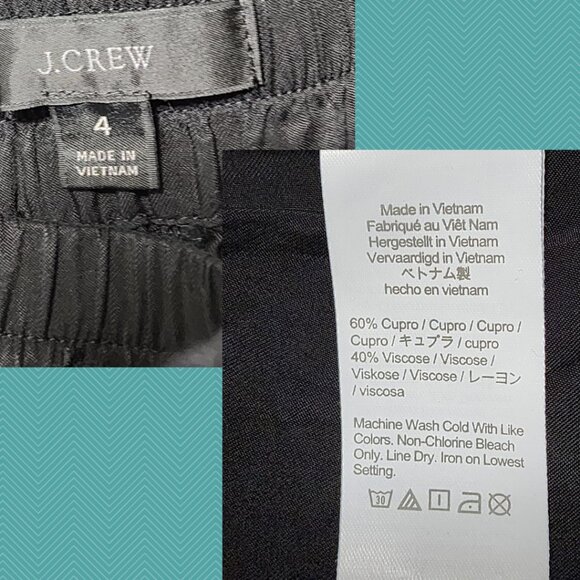 J.CREW
4
MADE IN
VIETNAM
Made in Vietnam
Fabriqué au Viêt Nam
Hergestellt in Vietnam
Vervaardigd in Vietnam
ベトナム製
hecho en vietnam
60% Cupro / Cupro / Cupro /
Cupro / キュプラ / cupro
40% Viscose / Viscose /
Viskose / Viscose / レーヨン
/ viscosa
Machine Wash Cold With Like
Colors. Non-Chlorine Bleach
Only. Line Dry. Iron on Lowest
Setting.
30